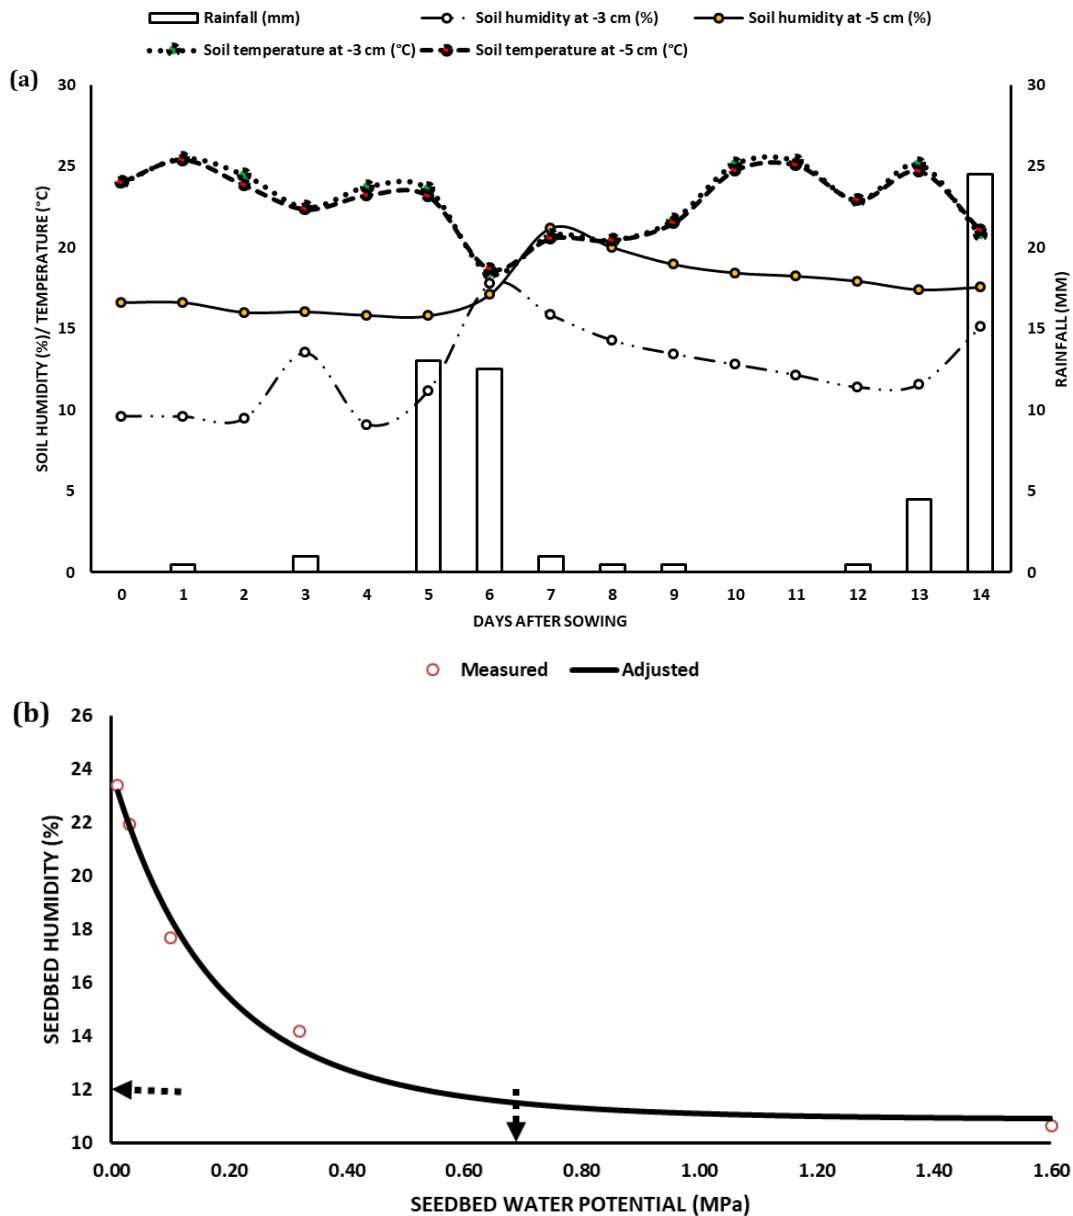 Rainfall (mm) Soil humidity at -3 cm (%) Soil humidity at -5 cm (%)
Soil temperature at -3 cm (°C) Soil temperature at -5 cm (°C)
(a)
SOIL HUMIDITY (%)/ TEMPERATURE (°C)
30
25
20
15
10
5
0
30
25
20
15
10
5
0
RAINFALL (MM)
0 1 2 3 4 5 6 7 8 9 10 11 12 13 14
DAYS AFTER SOWING
Measured Adjusted
(b)
SEEDBED HUMIDITY (%)
26
24
22
20
18
16
14
12
10
0.00 0.20 0.40 0.60 0.80 1.00 1.20 1.40 1.60
SEEDBED WATER POTENTIAL (MPa)